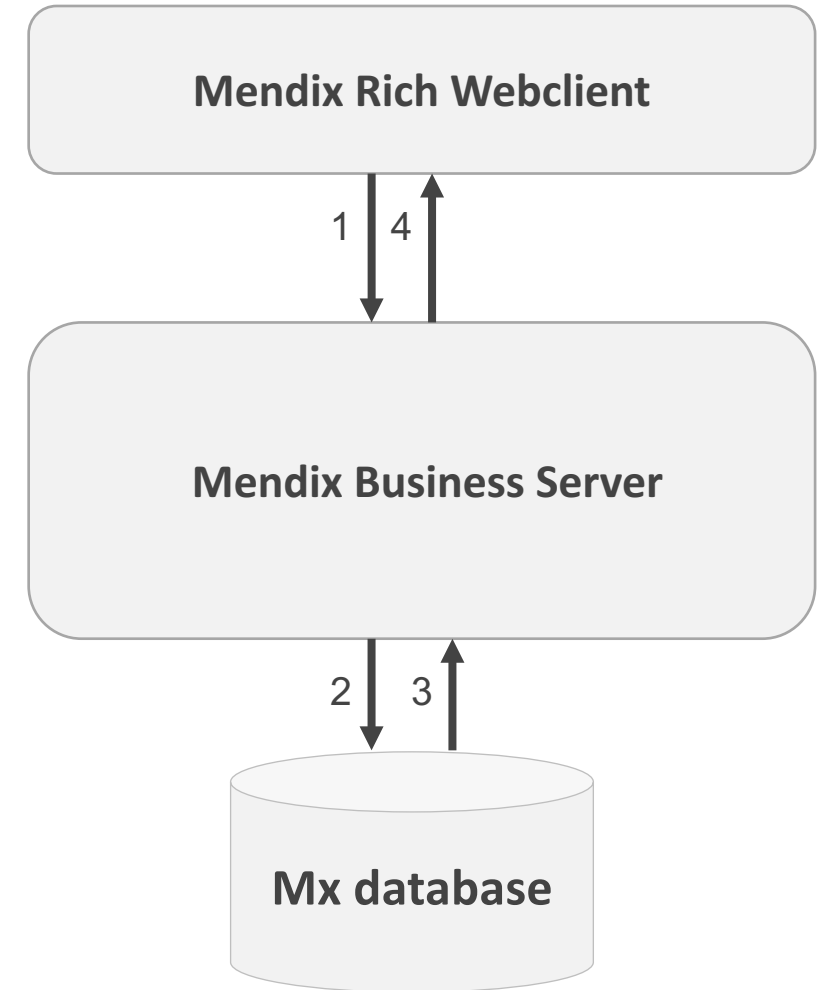 Mendix Rich Webclient
1 4
Mendix Business Server
2 3
Mx database